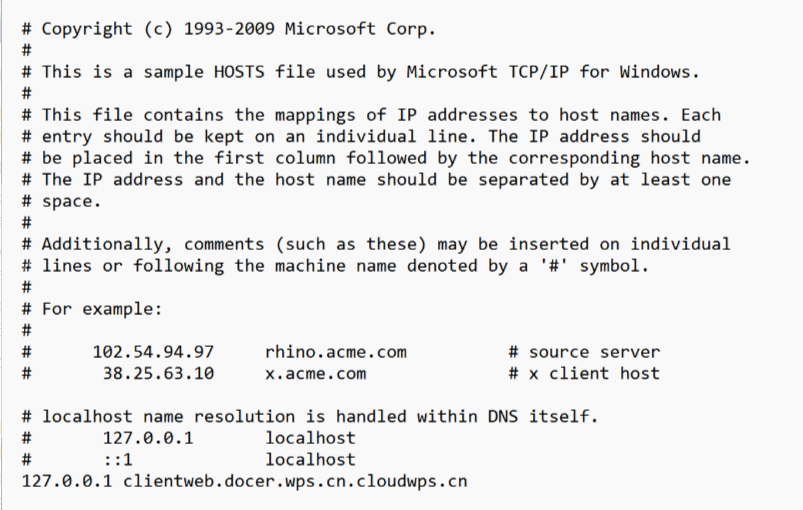 # Copyright (c) 1993-2009 Microsoft Corp.
#
# This is a sample HOSTS file used by Microsoft TCP/IP for Windows.
#
# This file contains the mappings of IP addresses to host names. Each
# entry should be kept on an individual line. The IP address should
# be placed in the first column followed by the corresponding host name.
# The IP address and the host name should be separated by at least one
# space.
#
# Additionally, comments (such as these) may be inserted on individual
# lines or following the machine name denoted by a '#' symbol.
#
# For example:
#
#      102.54.94.97     rhino.acme.com          # source server
#       38.25.63.10     x.acme.com              # x client host

# localhost name resolution is handled within DNS itself.
#       127.0.0.1       localhost
#       ::1             localhost
127.0.0.1 clientweb.docer.wps.cn.cloudwps.cn